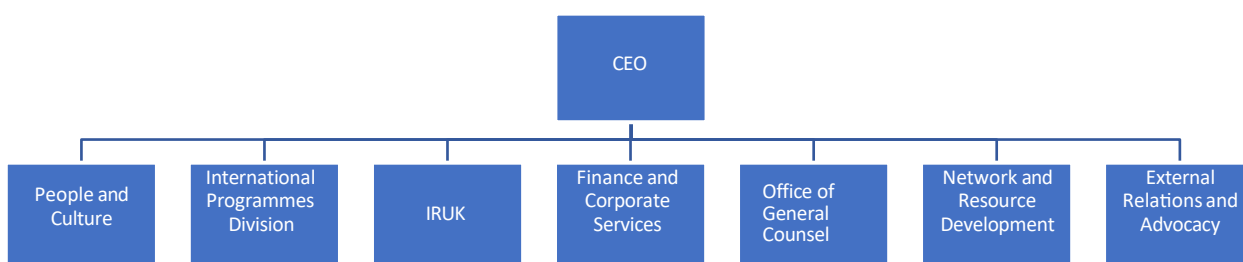 CEO
People and
Culture
International
Programmes
Division
IRUK
Finance and
Corporate
Services
Office of
General
Counsel
Network and
Resource
Development
External
Relations and
Advocacy